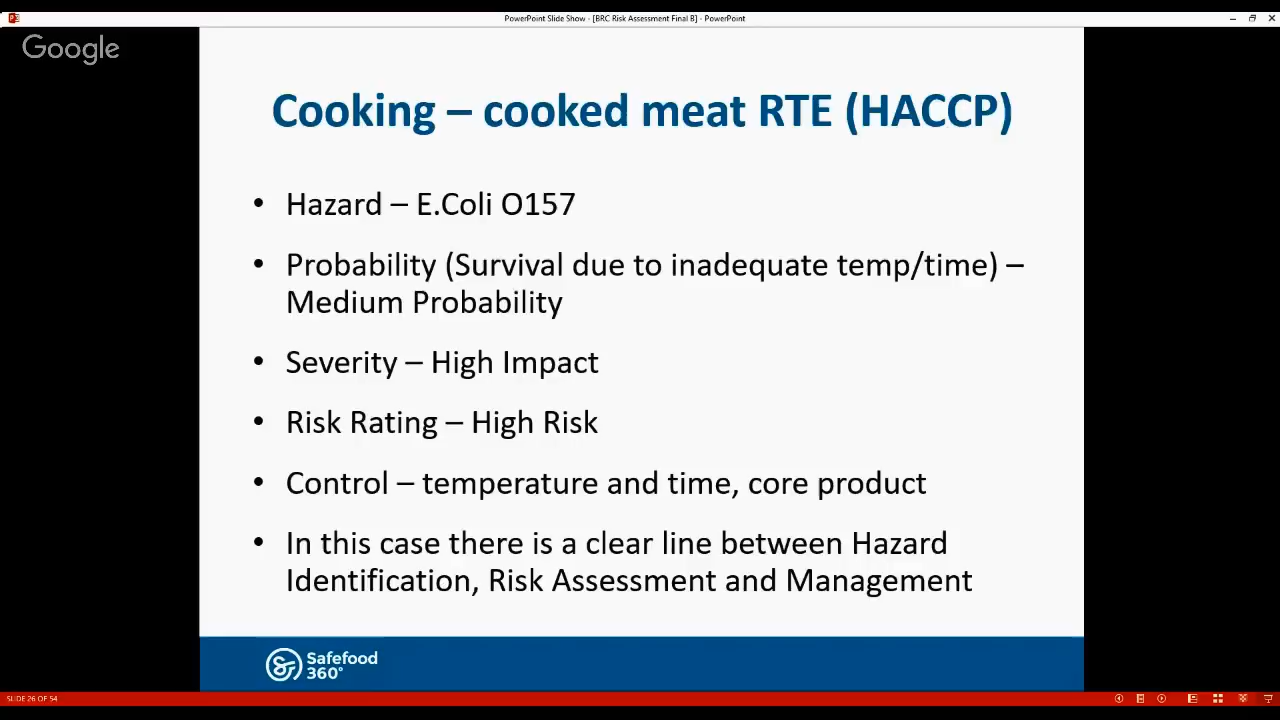 PowerPoint Slide Show - [BRC Risk Assessment Final B] - PowerPoint
Google
Cooking – cooked meat RTE (HACCP)
• Hazard – E.Coli O157
• Probability (Survival due to inadequate temp/time) –
Medium Probability
• Severity – High Impact
• Risk Rating – High Risk
• Control – temperature and time, core product
• In this case there is a clear line between Hazard
Identification, Risk Assessment and Management
Safefood
360°
SLIDE 26 OF 54